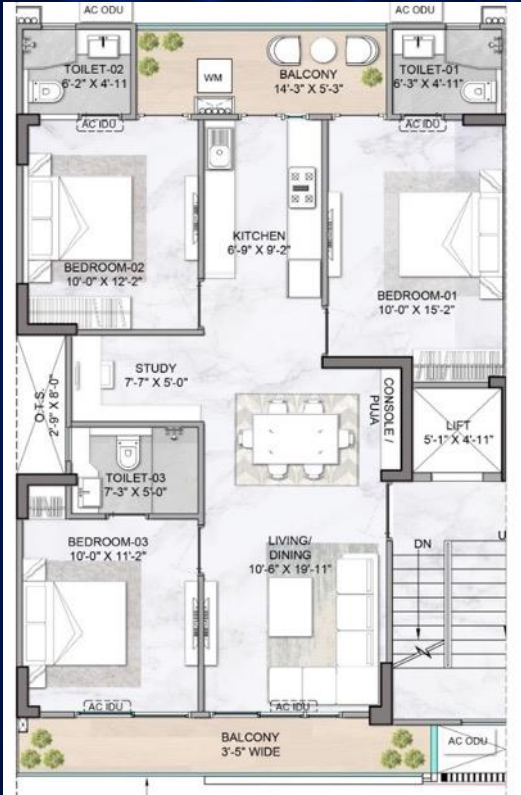 AC ODU
AC ODU
TOILET-02
6'-2" X 4'-11
WM
BALCONY
14'-3" X 5'-3"
TOILET-01
6'-3" X 4'-11"
AC IDU
AC IDU
KITCHEN
6'-9" X 9'-2"
BEDROOM-02
10'-0" X 12'-2"
BEDROOM-01
10'-0" X 15'-2"
STUDY
7'-7" X 5'-0"
O.T.S.
2'-9" X 8'-0"
CONSOLE /
PUJA
LIFT
5'-1" X 4'-11"
TOILET-03
7'-3" X 5'-0"
BEDROOM-03
10'-0" X 11'-2"
LIVING/
DINING
10'-6" X 19'-11"
DN
U
AC IDU
AC IDU
BALCONY
3'-5" WIDE
AC ODU